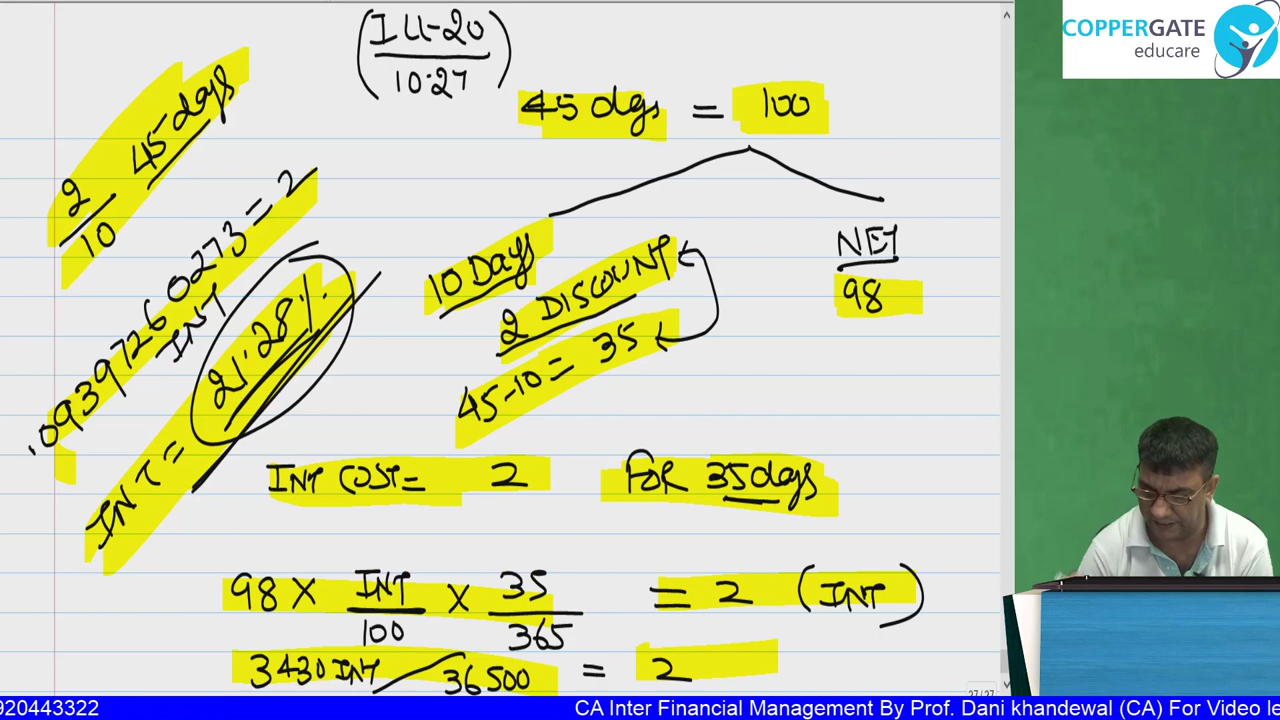 COPPERGATE
educare
(ILL-20
10.27)
45 days = 100
2/10 45 days
.0939726 0273 = 2
INT
INT = 21.28%
10 Days
2 DISCOUNT
45-10 = 35
NET
98
INT COST = 2 FOR 35 days
98 × INT/100 × 35/365 = 2 (INT)
3430 INT / 36500 = 2
27/27
920443322 CA Inter Financial Management By Prof. Dani khandewal (CA) For Video le